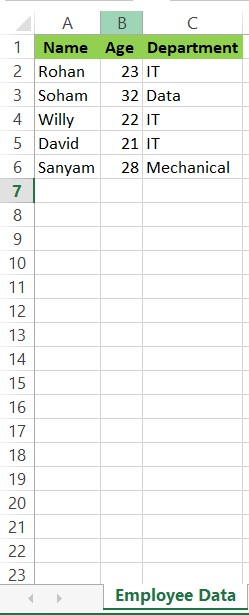 A B C
1 Name Age Department
2 Rohan 23 IT
3 Soham 32 Data
4 Willy 22 IT
5 David 21 IT
6 Sanyam 28 Mechanical
7
8
9
10
11
12
13
14
15
16
17
18
19
20
21
22
23
Employee Data